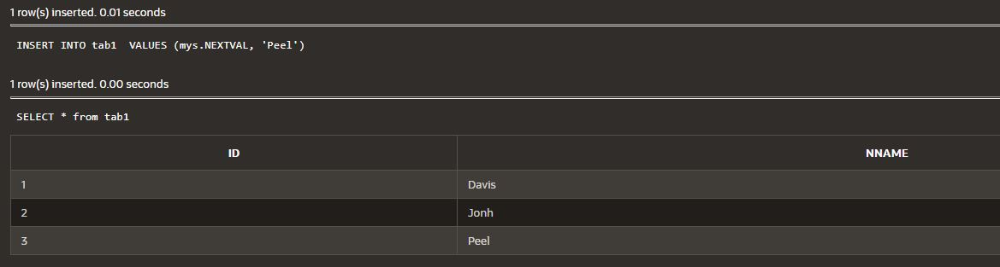 1 row(s) inserted. 0.01 seconds
INSERT INTO tab1  VALUES (mys.NEXTVAL, 'Peel')
1 row(s) inserted. 0.00 seconds
SELECT * from tab1
ID NNAME
1 Davis
2 Jonh
3 Peel